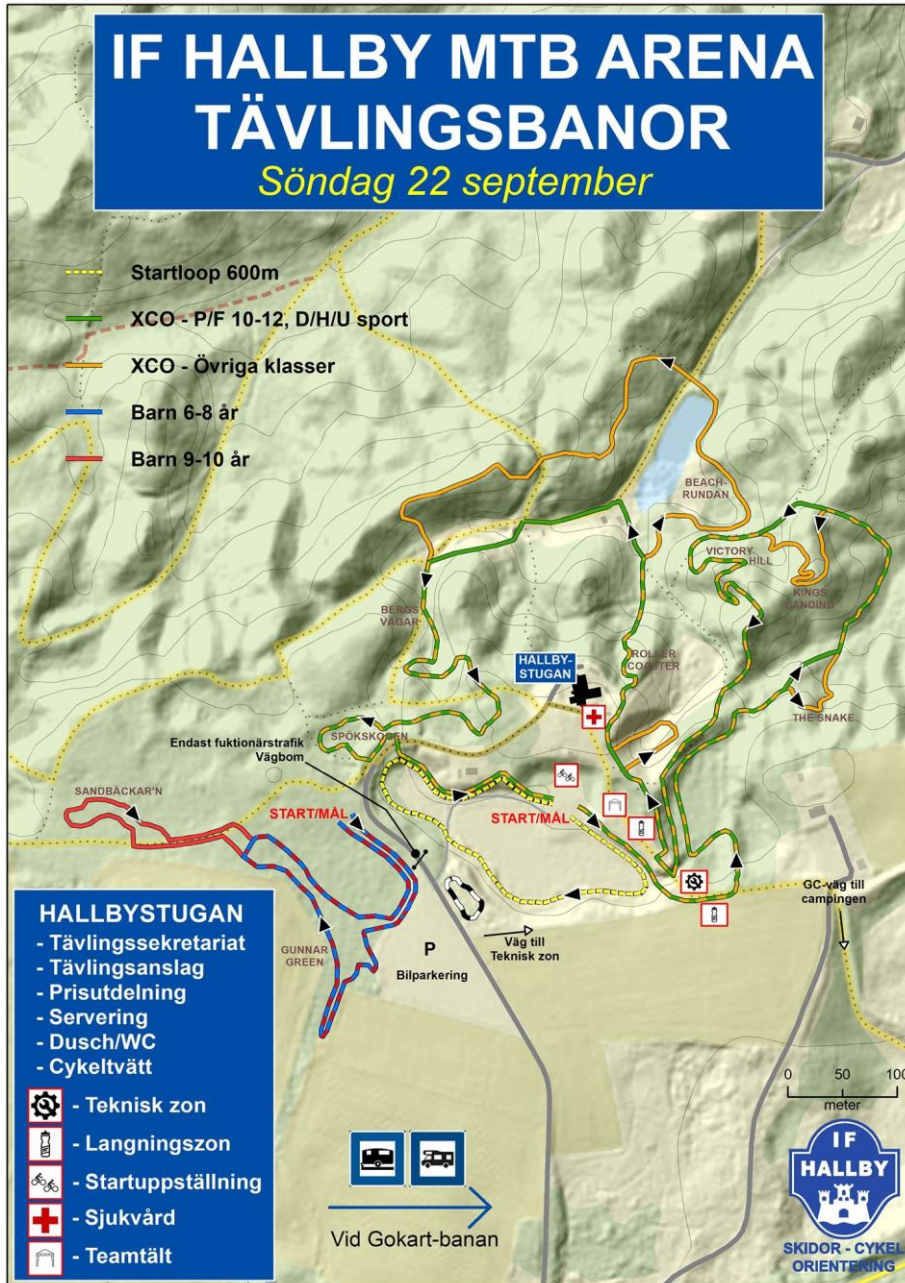 IF HALLBY MTB ARENA
TÄVLINGSBANOR
Söndag 22 september
Startloop 600m
XCO - P/F 10-12, D/H/U sport
XCO - Övriga klasser
Barn 6-8 år
Barn 9-10 år
BEACH-
RUNDAN
VICTORY
HILL
KINGS
LANDING
BERGS
VÄGAR
HALLBY-
STUGAN
ROLLER
COASTER
THE SNAKE
SPÖKSKOGEN
Endast fuktionärstrafik
Vägbom
SANDBÄCKAR'N
START/MÅL
START/MÅL
GC-väg till
campingen
Väg till
Teknisk zon
P
Bilparkering
GUNNAR
GREEN
HALLBYSTUGAN
- Tävlingssekretariat
- Tävlingsanslag
- Prisutdelning
- Servering
- Dusch/WC
- Cykeltvätt
- Teknisk zon
- Langningszon
- Startuppställning
- Sjukvård
- Teamtält
Vid Gokart-banan
0 50 100
meter
IF
HALLBY
SKIDOR - CYKEL
ORIENTERING